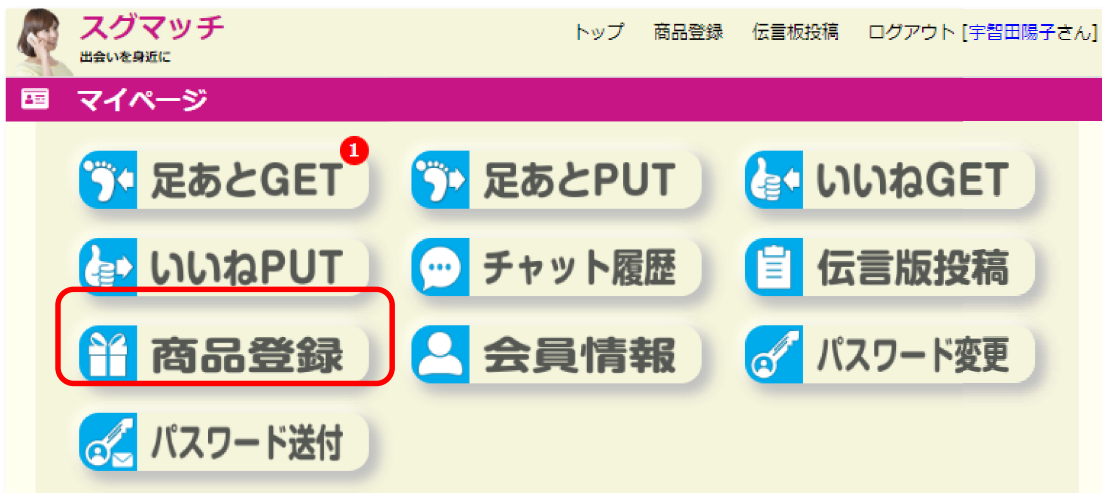 スグマッチ
出会いを身近に
トップ 商品登録 伝言板投稿 ログアウト [宇智田陽子さん]
マイページ
足あとGET 1 足あとPUT いいねGET
いいねPUT チャット履歴 伝言版投稿
商品登録 会員情報 パスワード変更
パスワード送付